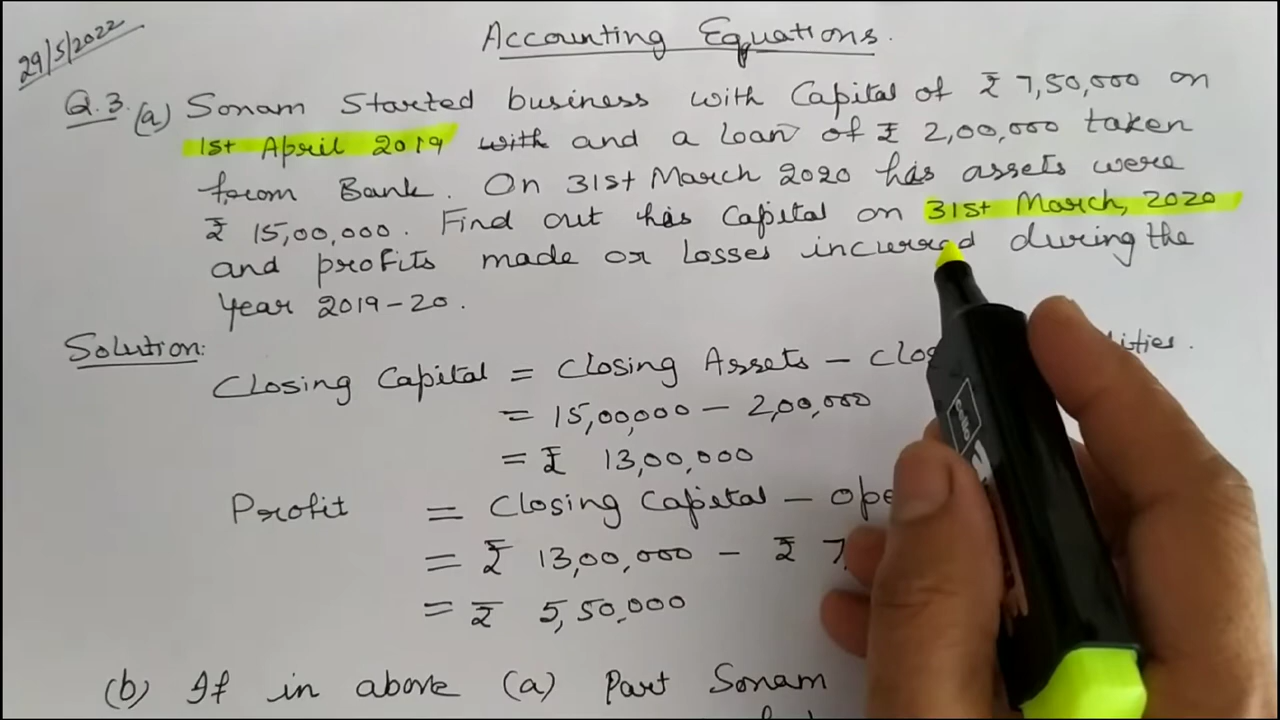 29/5/2022
Accounting Equations.
Q.3. (a) Sonam Started business with Capital of ₹ 7,50,000 on
1st April 2019 with and a Loan of ₹ 2,00,000 taken
from Bank. On 31st March 2020 his assets were
₹ 15,00,000. Find out his Capital on 31st March, 2020
and profits made or Losses incurred during the
Year 2019-20.
Solution:
Closing Capital = Closing Assets - Clos
= 15,00,000 - 2,00,000
= ₹ 13,00,000
Profit = Closing Capital - Ope
= ₹ 13,00,000 - ₹ 7,
= ₹ 5,50,000
(b) If in above (a) Part Sonam